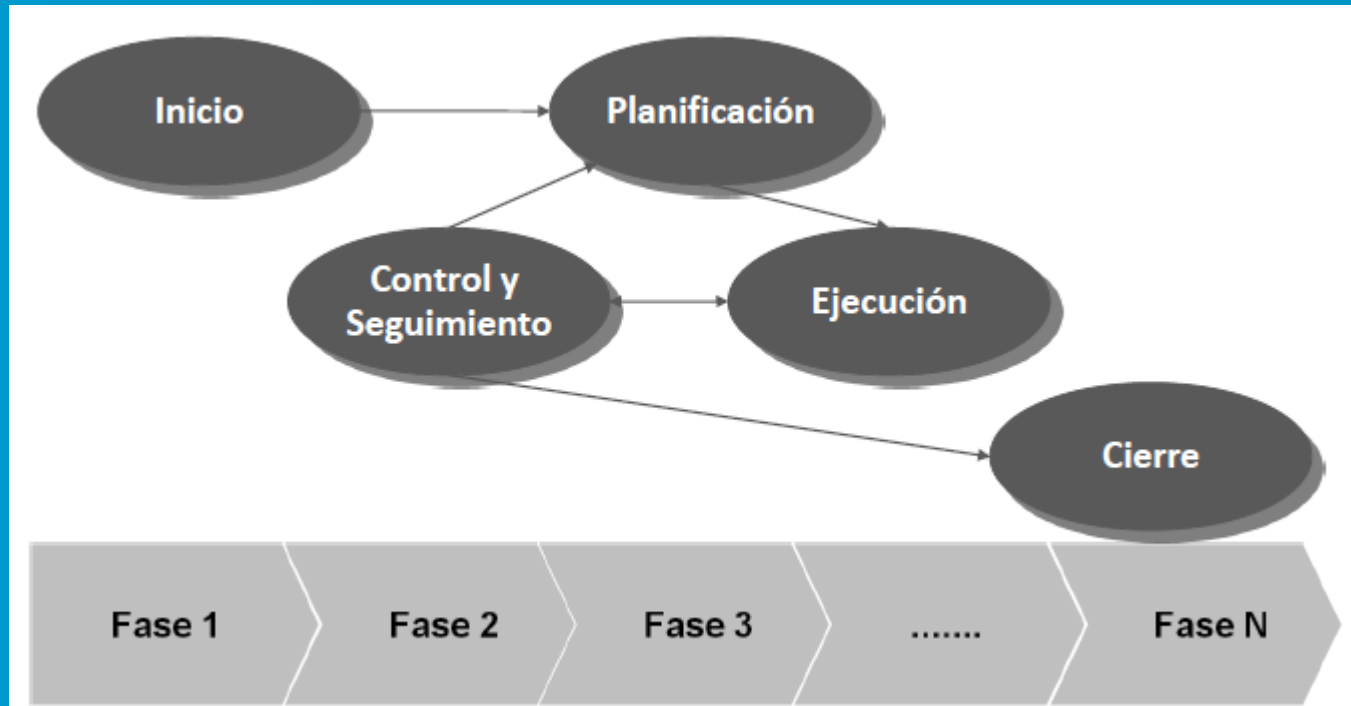 Inicio
Planificación
Control y
Seguimiento
Ejecución
Cierre
Fase 1
Fase 2
Fase 3
.......
Fase N